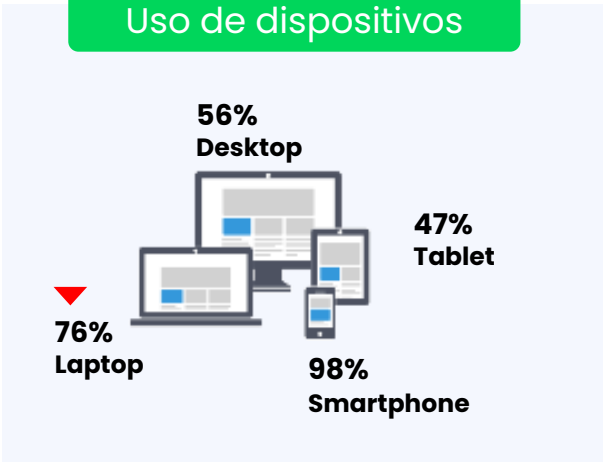 Uso de dispositivos
56%
Desktop
47%
Tablet
76%
Laptop
98%
Smartphone